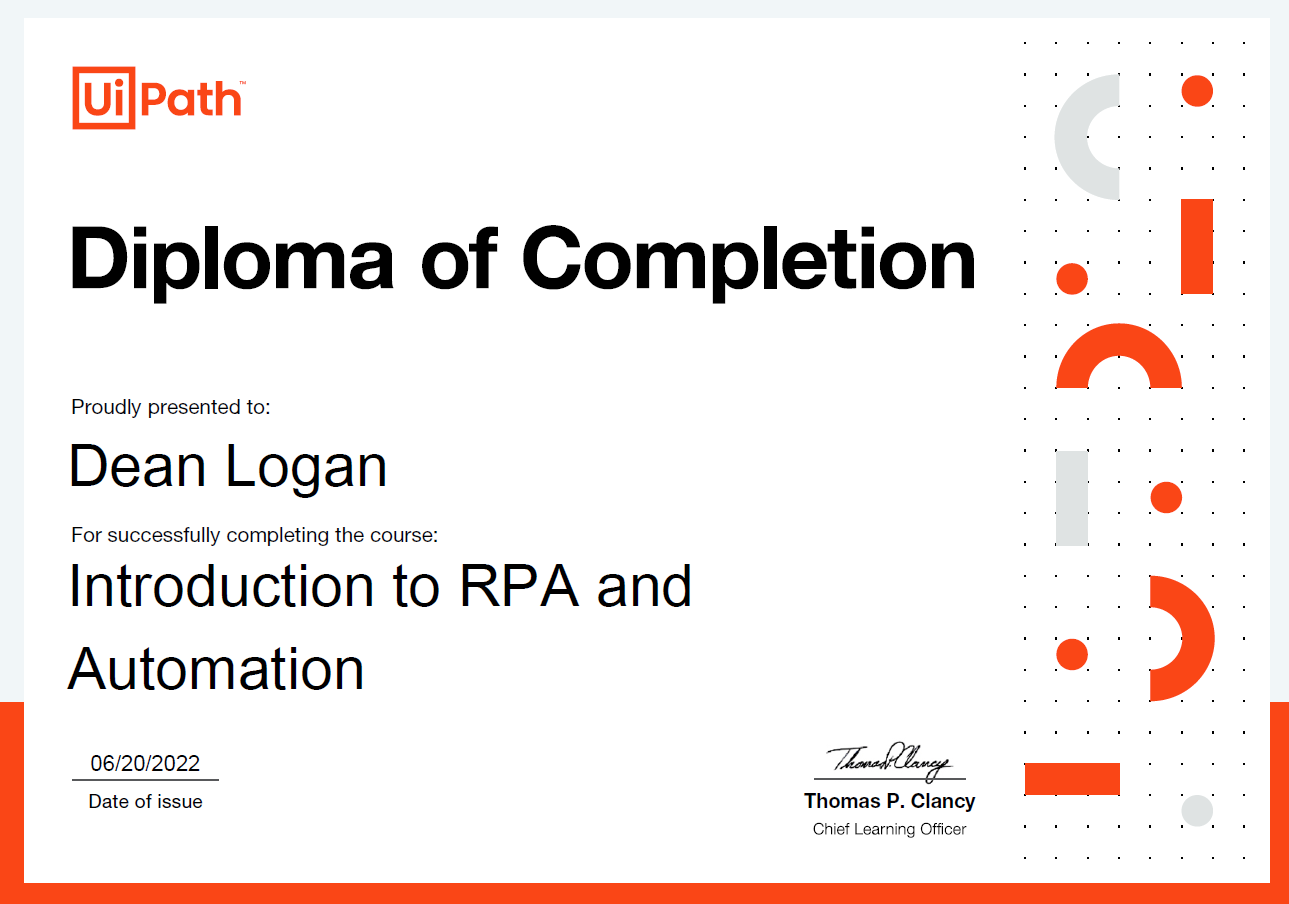 UiPath™
Diploma of Completion
Proudly presented to:
Dean Logan
For successfully completing the course:
Introduction to RPA and
Automation
06/20/2022
Date of issue
Thomas P. Clancy
Thomas P. Clancy
Chief Learning Officer